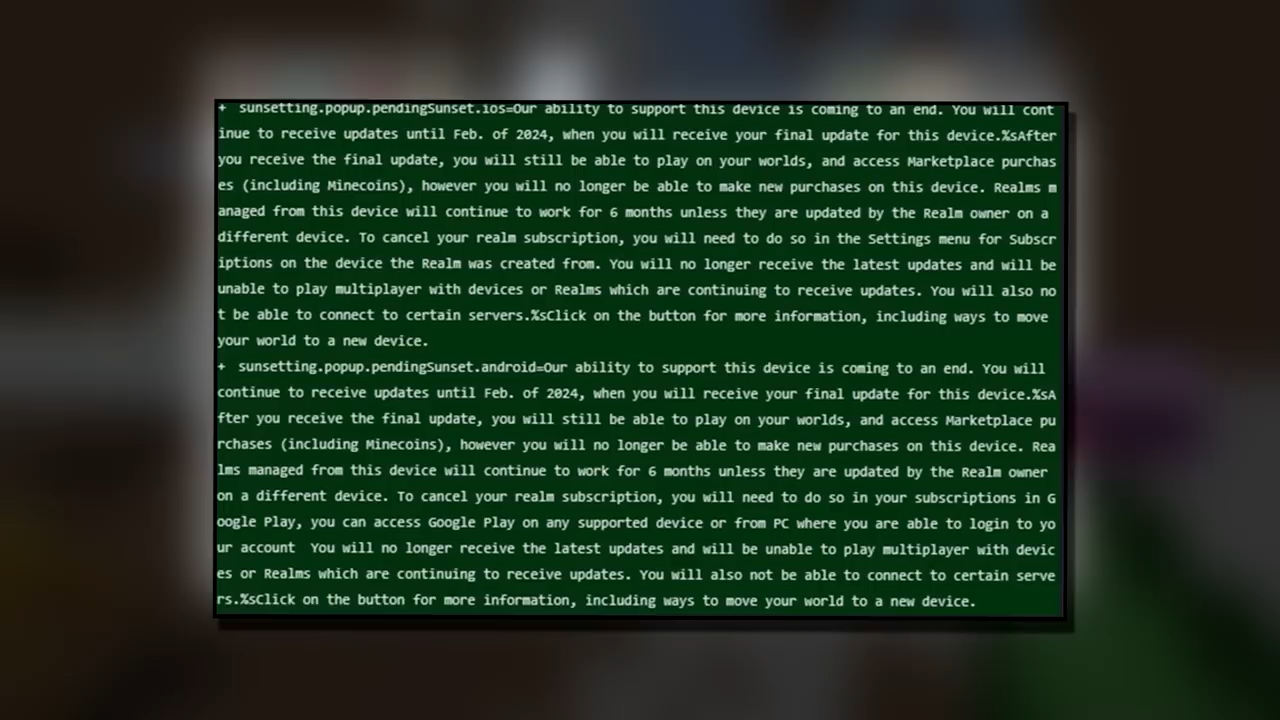 +  sunsetting.popup.pendingSunset.ios=Our ability to support this device is coming to an end. You will cont
inue to receive updates until Feb. of 2024, when you will receive your final update for this device.%sAfter
you receive the final update, you will still be able to play on your worlds, and access Marketplace purchas
es (including Minecoins), however you will no longer be able to make new purchases on this device. Realms m
anaged from this device will continue to work for 6 months unless they are updated by the Realm owner on a
different device. To cancel your realm subscription, you will need to do so in the Settings menu for Subscr
iptions on the device the Realm was created from. You will no longer receive the latest updates and will be
unable to play multiplayer with devices or Realms which are continuing to receive updates. You will also no
t be able to connect to certain servers.%sClick on the button for more information, including ways to move
your world to a new device.
+  sunsetting.popup.pendingSunset.android=Our ability to support this device is coming to an end. You will
continue to receive updates until Feb. of 2024, when you will receive your final update for this device.%sA
fter you receive the final update, you will still be able to play on your worlds, and access Marketplace pu
rchases (including Minecoins), however you will no longer be able to make new purchases on this device. Rea
lms managed from this device will continue to work for 6 months unless they are updated by the Realm owner
on a different device. To cancel your realm subscription, you will need to do so in your subscriptions in G
oogle Play, you can access Google Play on any supported device or from PC where you are able to login to yo
ur account  You will no longer receive the latest updates and will be unable to play multiplayer with devic
es or Realms which are continuing to receive updates. You will also not be able to connect to certain serve
rs.%sClick on the button for more information, including ways to move your world to a new device.